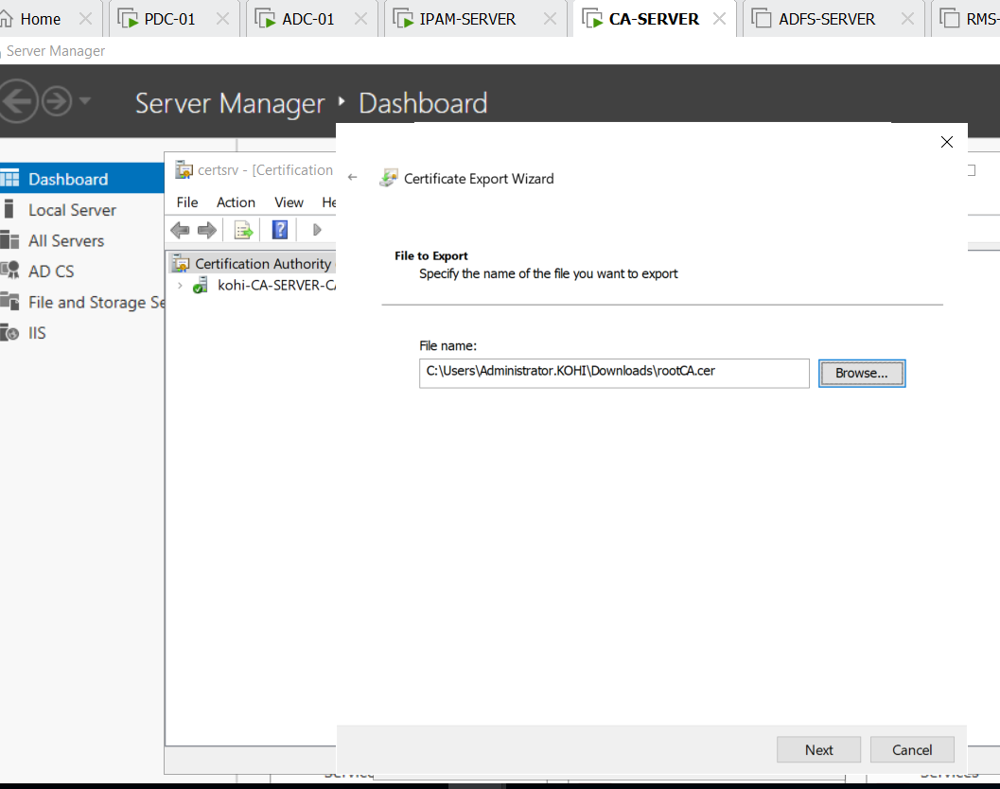 Home
PDC-01
ADC-01
IPAM-SERVER
CA-SERVER
ADFS-SERVER
RMS-
Server Manager
Server Manager
Dashboard
Dashboard
Local Server
All Servers
AD CS
File and Storage Se
IIS
certsrv - [Certification
File Action View He
Certification Authority
kohi-CA-SERVER-CA
Certificate Export Wizard
File to Export
Specify the name of the file you want to export
File name:
C:\Users\Administrator.KOHI\Downloads\rootCA.cer
Browse...
Next
Cancel
Services